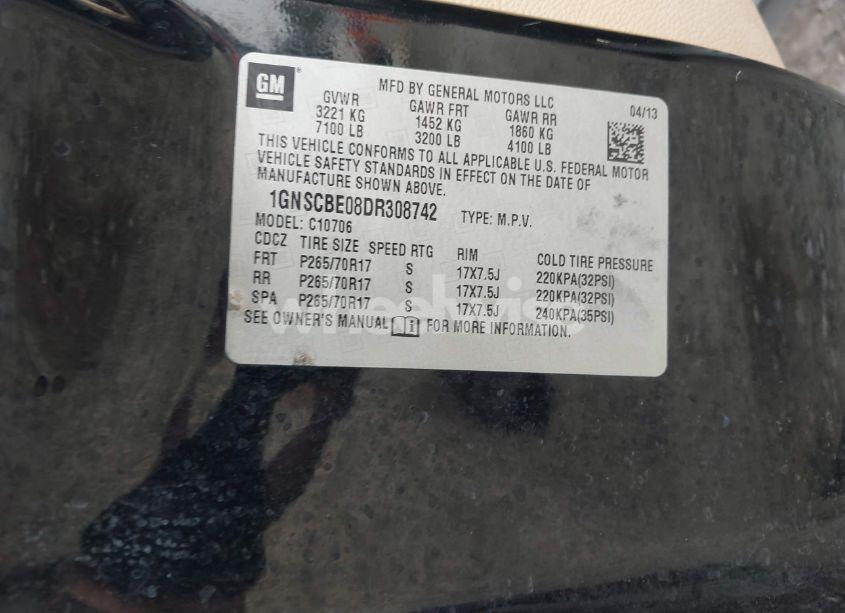 GM
MFD BY GENERAL MOTORS LLC
04/13
GVWR GAWR FRT GAWR RR
3221 KG 1452 KG 1860 KG
7100 LB 3200 LB 4100 LB
THIS VEHICLE CONFORMS TO ALL APPLICABLE U.S. FEDERAL MOTOR
VEHICLE SAFETY STANDARDS IN EFFECT ON THE DATE OF
MANUFACTURE SHOWN ABOVE.
1GNSCBE08DR308742 TYPE: M.P.V.
MODEL: C10706
CDCZ TIRE SIZE SPEED RTG RIM COLD TIRE PRESSURE
FRT P265/70R17 S 17X7.5J 220KPA(32PSI)
RR P265/70R17 S 17X7.5J 220KPA(32PSI)
SPA P265/70R17 S 17X7.5J 240KPA(35PSI)
SEE OWNER'S MANUAL FOR MORE INFORMATION.